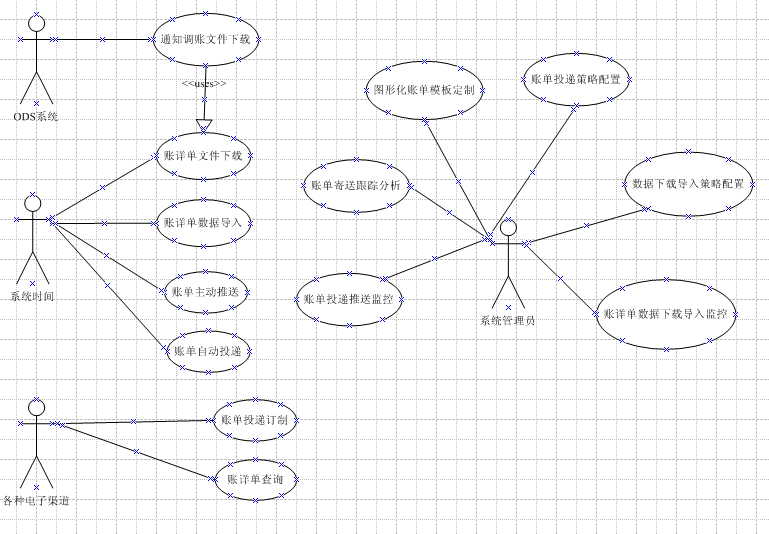 通知调账文件下载
<<uses>>
ODS系统
账详单文件下载
账详单数据导入
系统时间
账单主动推送
账单自动投递
账单投递订制
账详单查询
各种电子渠道
图形化账单模板定制
账单投递策略配置
账单寄送跟踪分析
数据下载导入策略配置
账单投递推送监控
系统管理员
账详单数据下载导入监控